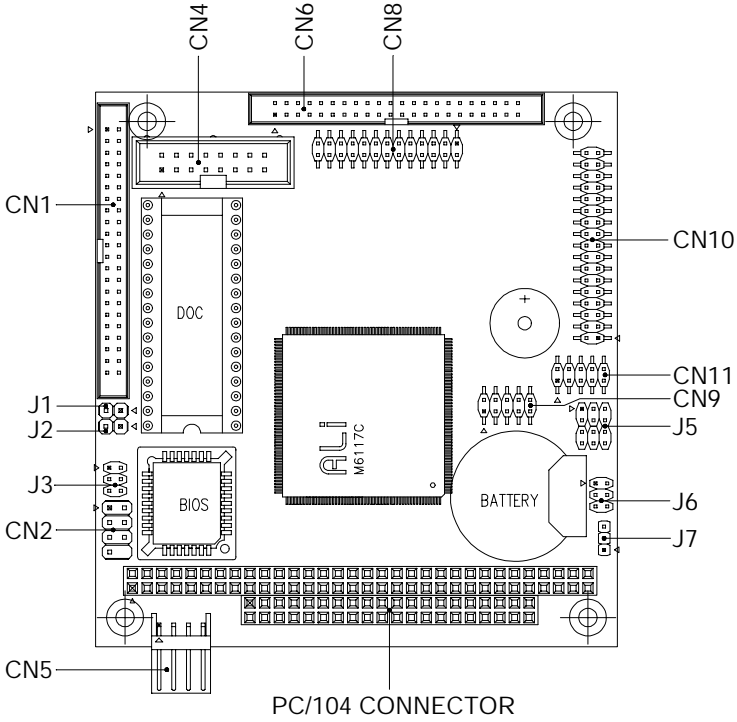 CN4
CN6
CN8
CN1
CN10
DOC
+
CN11
CN9
J1
J2
J5
ALi
M6117C
J3
BIOS
BATTERY
J6
CN2
J7
CN5
PC/104 CONNECTOR